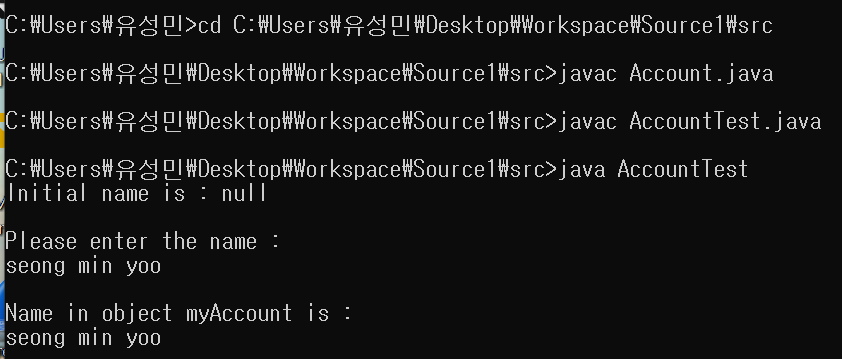 C:₩Users₩유성민>cd C:₩Users₩유성민₩Desktop₩Workspace₩Source1₩src
C:₩Users₩유성민₩Desktop₩Workspace₩Source1₩src>javac Account.java
C:₩Users₩유성민₩Desktop₩Workspace₩Source1₩src>javac AccountTest.java
C:₩Users₩유성민₩Desktop₩Workspace₩Source1₩src>java AccountTest
Initial name is : null
Please enter the name :
seong min yoo
Name in object myAccount is :
seong min yoo